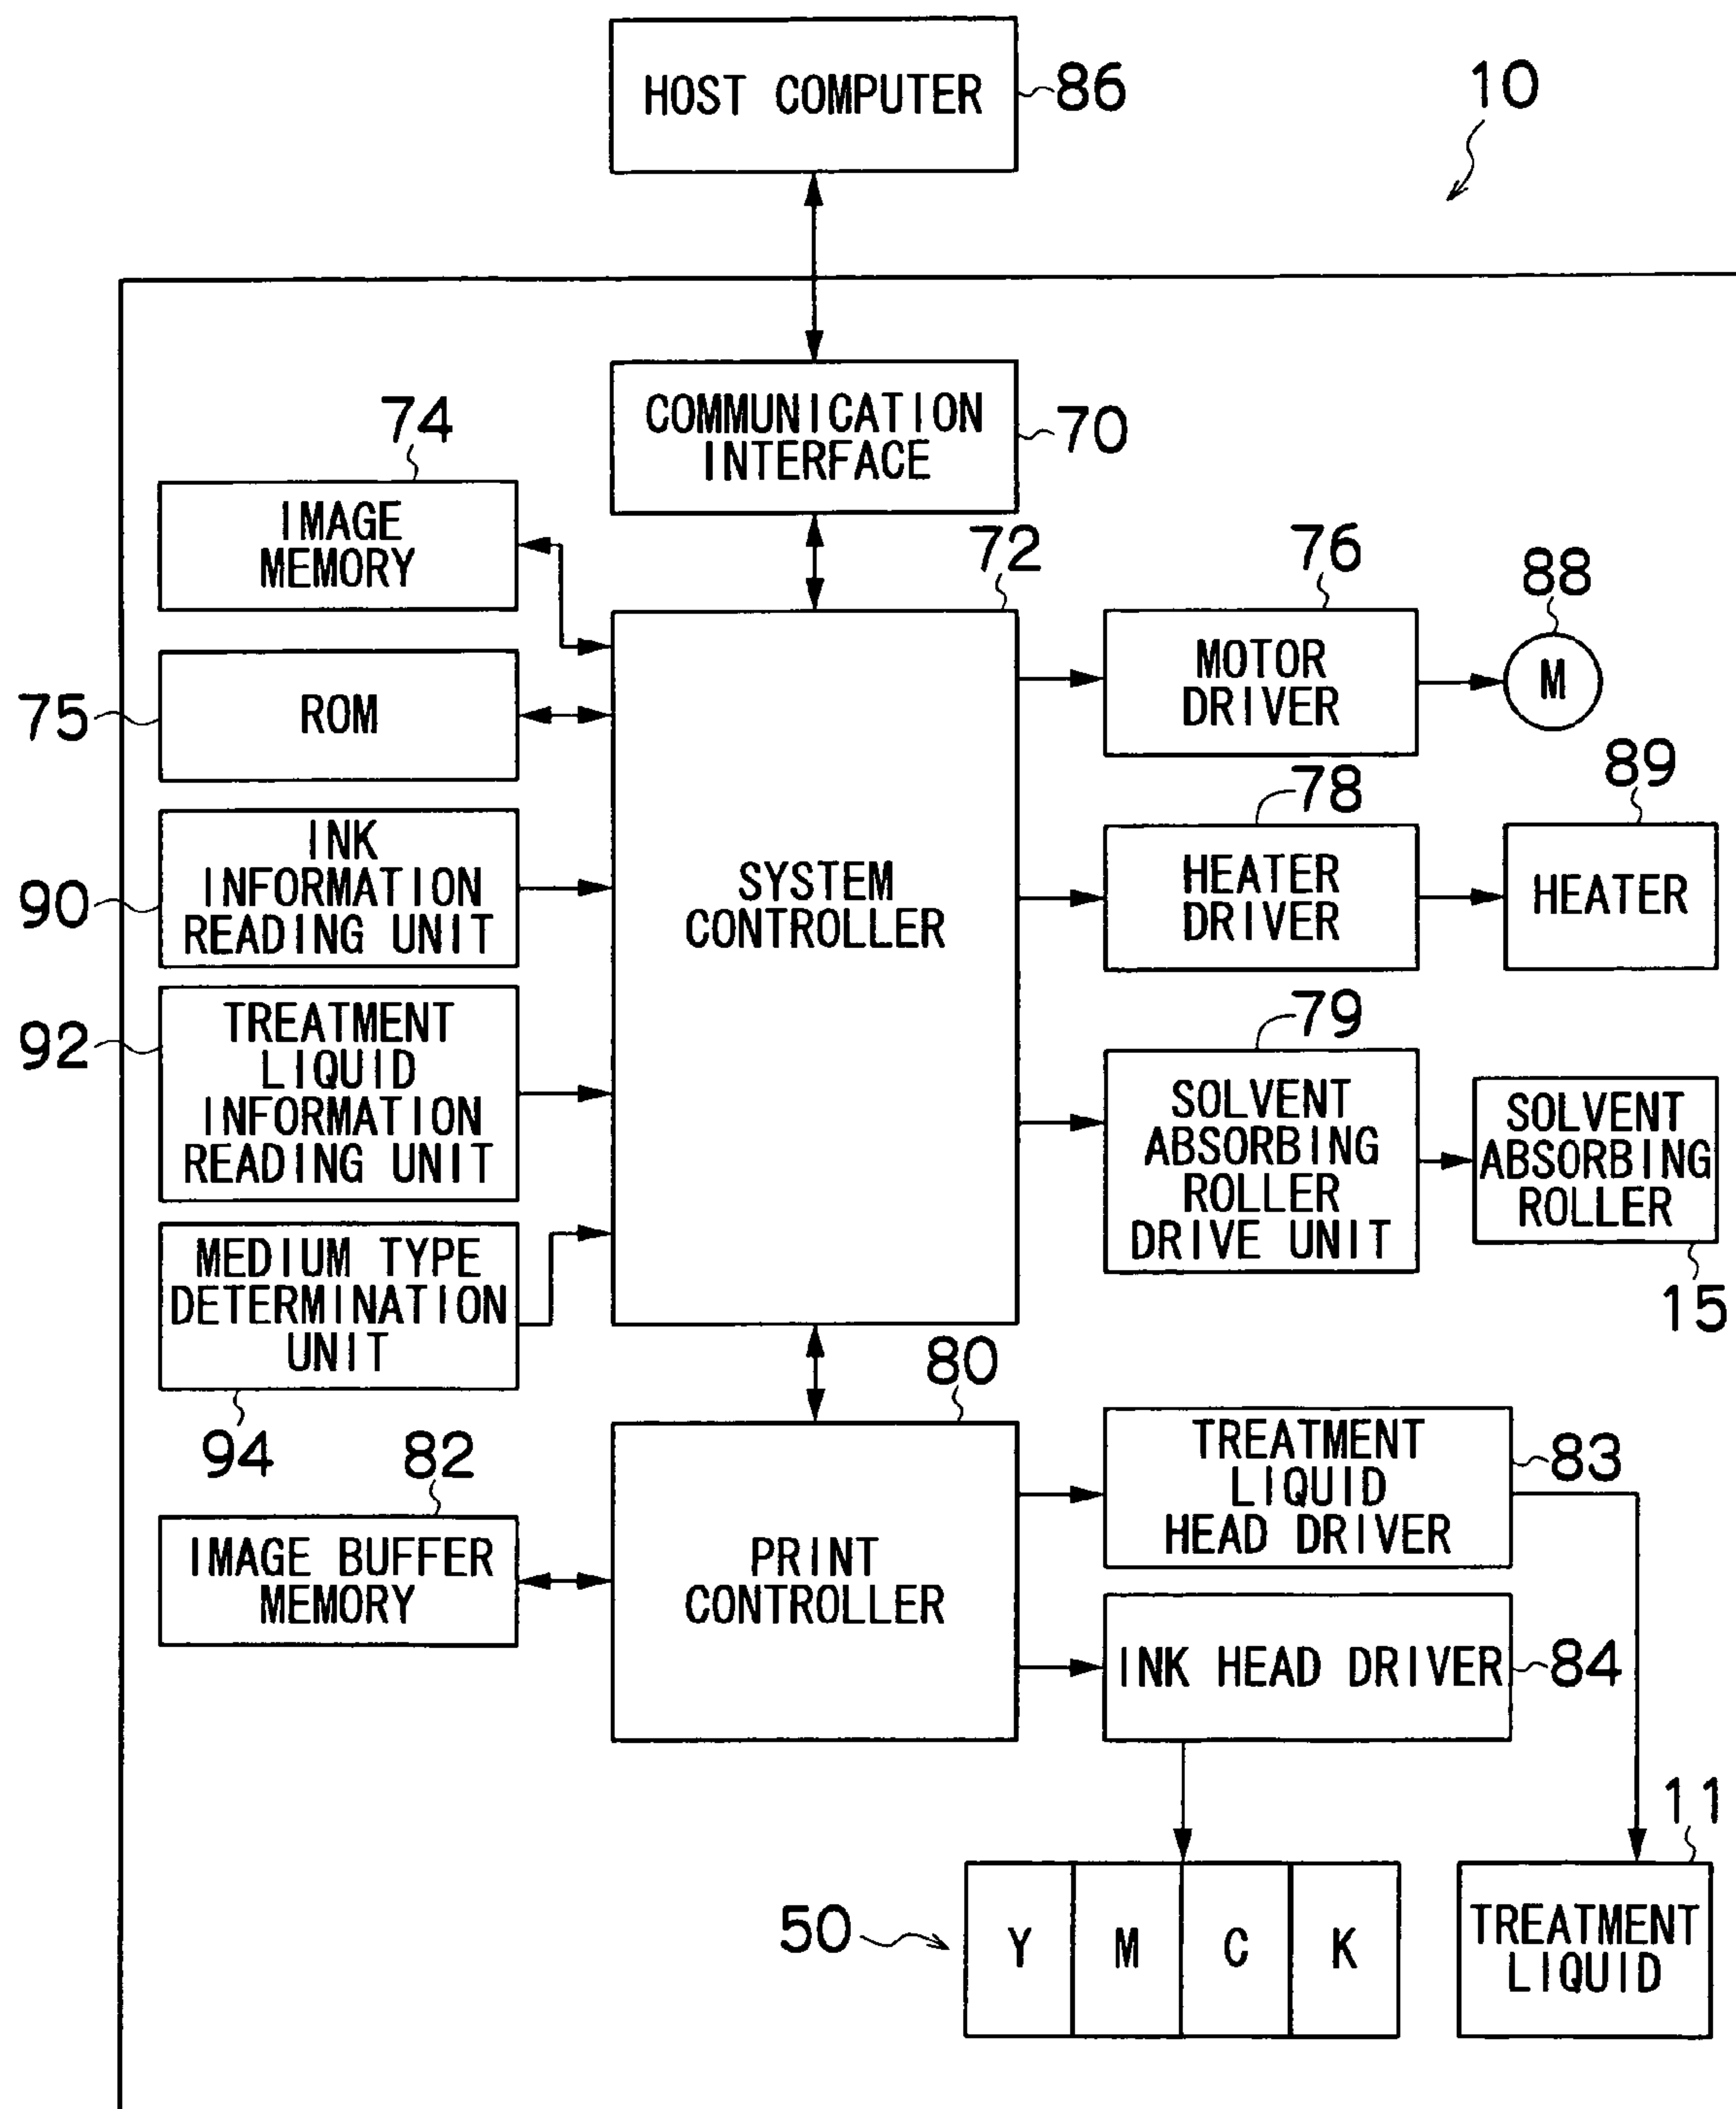 HOST COMPUTER
86
10
COMMUNICATION
INTERFACE
70
74
IMAGE
MEMORY
72
76
MOTOR
DRIVER
88
M
75
ROM
78
HEATER
DRIVER
89
HEATER
90
INK
INFORMATION
READING UNIT
SYSTEM
CONTROLLER
92
TREATMENT
LIQUID
INFORMATION
READING UNIT
79
SOLVENT
ABSORBING
ROLLER
DRIVE UNIT
SOLVENT
ABSORBING
ROLLER
15
MEDIUM TYPE
DETERMINATION
UNIT
94
80
82
IMAGE BUFFER
MEMORY
PRINT
CONTROLLER
TREATMENT
LIQUID
HEAD DRIVER
83
INK HEAD DRIVER
84
11
50
Y M C K
TREATMENT
LIQUID